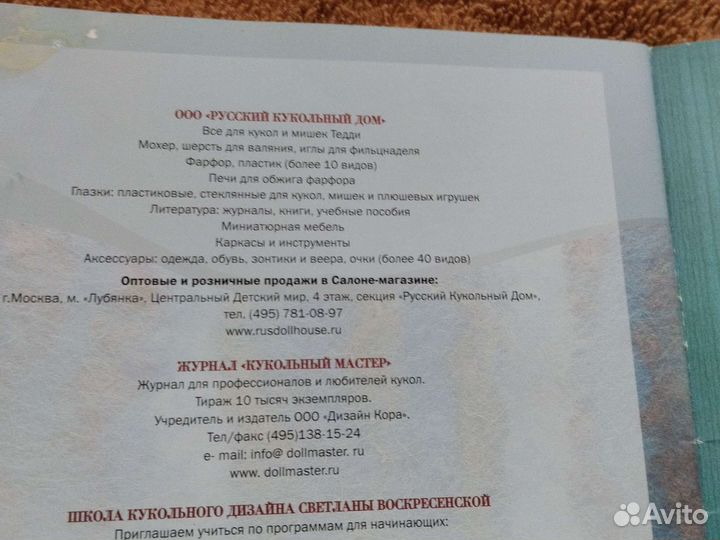 ООО «РУССКИЙ КУКОЛЬНЫЙ ДОМ»
Все для кукол и мишек Тедди
Мохер, шерсть для валяния, иглы для фильцнаделя
Фарфор, пластик (более 10 видов)
Печи для обжига фарфора
Глазки: пластиковые, стеклянные для кукол, мишек и плюшевых игрушек
Литература: журналы, книги, учебные пособия
Миниатюрная мебель
Каркасы и инструменты
Аксессуары: одежда, обувь, зонтики и веера, очки (более 40 видов)
Оптовые и розничные продажи в Салоне-магазине:
г.Москва, м. «Лубянка», Центральный Детский мир, 4 этаж, секция «Русский Кукольный Дом»,
тел. (495) 781-08-97
www.rusdollhouse.ru
ЖУРНАЛ «КУКОЛЬНЫЙ МАСТЕР»
Журнал для профессионалов и любителей кукол.
Тираж 10 тысяч экземпляров.
Учредитель и издатель ООО «Дизайн Кора».
Тел/факс (495)138-15-24
e- mail: info@ dollmaster. ru
www. dollmaster.ru
ШКОЛА КУКОЛЬНОГО ДИЗАЙНА СВЕТЛАНЫ ВОСКРЕСЕНСКОЙ
Приглашаем учиться по программам для начинающих:
Avito